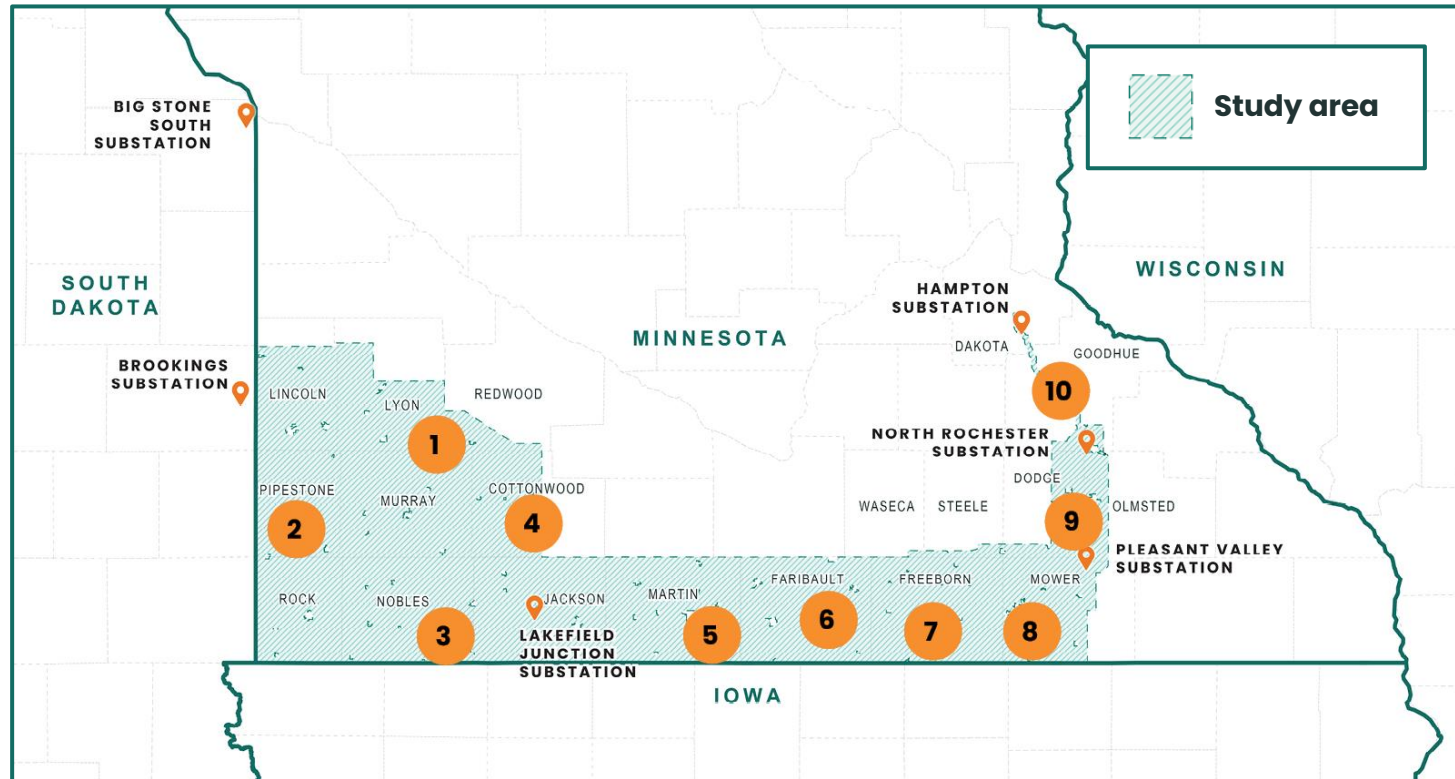 BIG STONE
SOUTH
SUBSTATION
Study area
SOUTH
DAKOTA
WISCONSIN
HAMPTON
SUBSTATION
MINNESOTA
DAKOTA
GOODHUE
BROOKINGS
SUBSTATION
LINCOLN
LYON
REDWOOD
10
1
NORTH ROCHESTER
SUBSTATION
DODGE
PIPESTONE
MURRAY
COTTONWOOD
WASECA
STEELE
OLMSTED
2
4
9
PLEASANT VALLEY
SUBSTATION
ROCK
NOBLES
JACKSON
MARTIN
FARIBAULT
FREEBORN
MOWER
3
LAKEFIELD
JUNCTION
SUBSTATION
5
6
7
8
IOWA